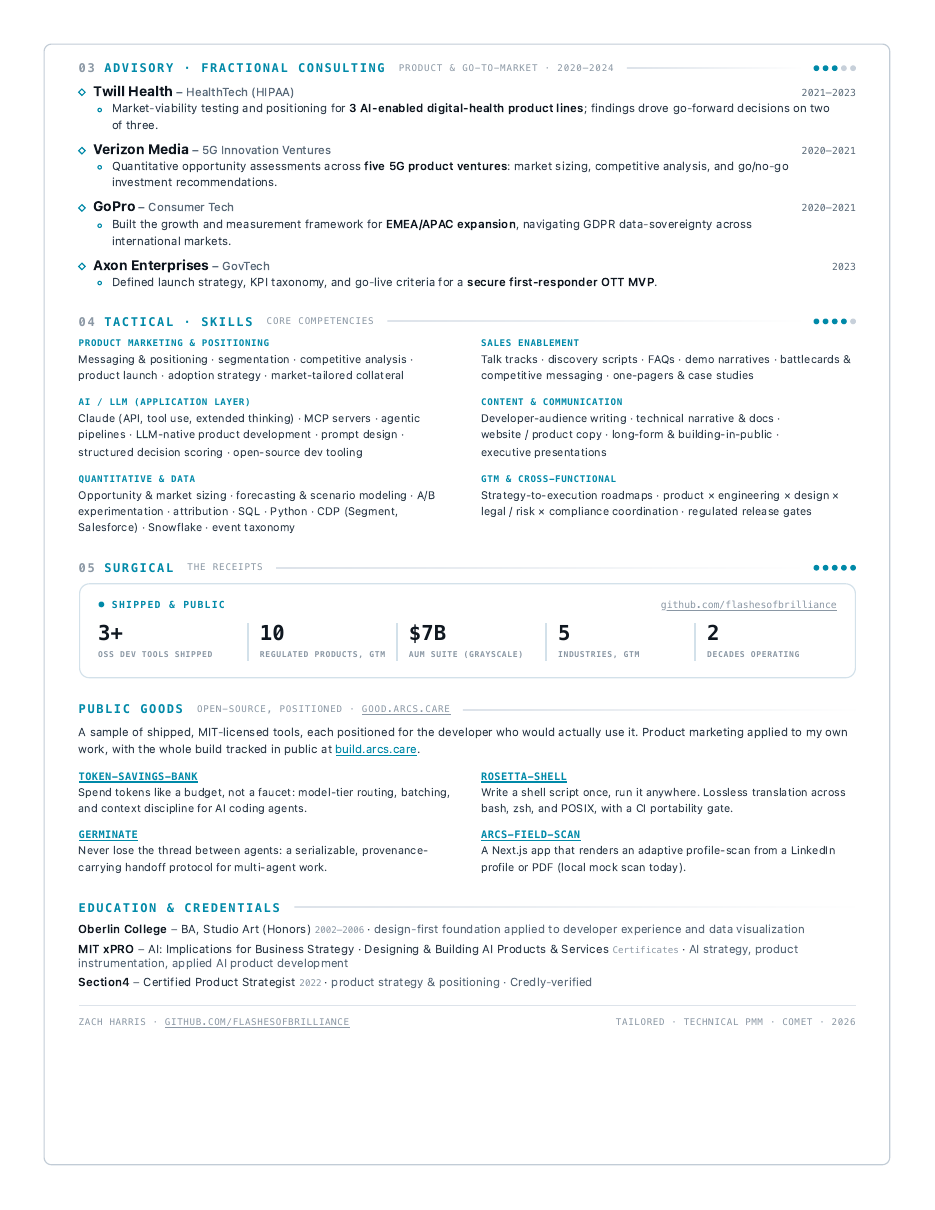 03 ADVISORY · FRACTIONAL CONSULTING PRODUCT & GO-TO-MARKET · 2020–2024
Twill Health – HealthTech (HIPAA) 2021–2023
Market-viability testing and positioning for 3 AI-enabled digital-health product lines; findings drove go-forward decisions on two
of three.
Verizon Media – 5G Innovation Ventures 2020–2021
Quantitative opportunity assessments across five 5G product ventures: market sizing, competitive analysis, and go/no-go
investment recommendations.
GoPro – Consumer Tech 2020–2021
Built the growth and measurement framework for EMEA/APAC expansion, navigating GDPR data-sovereignty across
international markets.
Axon Enterprises – GovTech 2023
Defined launch strategy, KPI taxonomy, and go-live criteria for a secure first-responder OTT MVP.
04 TACTICAL · SKILLS CORE COMPETENCIES
PRODUCT MARKETING & POSITIONING
Messaging & positioning · segmentation · competitive analysis ·
product launch · adoption strategy · market-tailored collateral
SALES ENABLEMENT
Talk tracks · discovery scripts · FAQs · demo narratives · battlecards &
competitive messaging · one-pagers & case studies
AI / LLM (APPLICATION LAYER)
Claude (API, tool use, extended thinking) · MCP servers · agentic
pipelines · LLM-native product development · prompt design ·
structured decision scoring · open-source dev tooling
CONTENT & COMMUNICATION
Developer-audience writing · technical narrative & docs ·
website / product copy · long-form & building-in-public ·
executive presentations
QUANTITATIVE & DATA
Opportunity & market sizing · forecasting & scenario modeling · A/B
experimentation · attribution · SQL · Python · CDP (Segment,
Salesforce) · Snowflake · event taxonomy
GTM & CROSS-FUNCTIONAL
Strategy-to-execution roadmaps · product × engineering × design ×
legal / risk × compliance coordination · regulated release gates
05 SURGICAL THE RECEIPTS
SHIPPED & PUBLIC github.com/flashesofbrilliance
3+ 10 $7B 5 2
OSS DEV TOOLS SHIPPED REGULATED PRODUCTS, GTM AUM SUITE (GRAYSCALE) INDUSTRIES, GTM DECADES OPERATING
PUBLIC GOODS OPEN-SOURCE, POSITIONED · GOOD.ARCS.CARE
A sample of shipped, MIT-licensed tools, each positioned for the developer who would actually use it. Product marketing applied to my own
work, with the whole build tracked in public at build.arcs.care.
TOKEN-SAVINGS-BANK
Spend tokens like a budget, not a faucet: model-tier routing, batching,
and context discipline for AI coding agents.
ROSETTA-SHELL
Write a shell script once, run it anywhere. Lossless translation across
bash, zsh, and POSIX, with a CI portability gate.
GERMINATE
Never lose the thread between agents: a serializable, provenance-
carrying handoff protocol for multi-agent work.
ARCS-FIELD-SCAN
A Next.js app that renders an adaptive profile-scan from a LinkedIn
profile or PDF (local mock scan today).
EDUCATION & CREDENTIALS
Oberlin College – BA, Studio Art (Honors) 2002–2006 · design-first foundation applied to developer experience and data visualization
MIT xPRO – AI: Implications for Business Strategy · Designing & Building AI Products & Services Certificates · AI strategy, product
instrumentation, applied AI product development
Section4 – Certified Product Strategist 2022 · product strategy & positioning · Credly-verified
ZACH HARRIS · GITHUB.COM/FLASHESOFBRILLIANCE TAILORED · TECHNICAL PMM · COMET · 2026